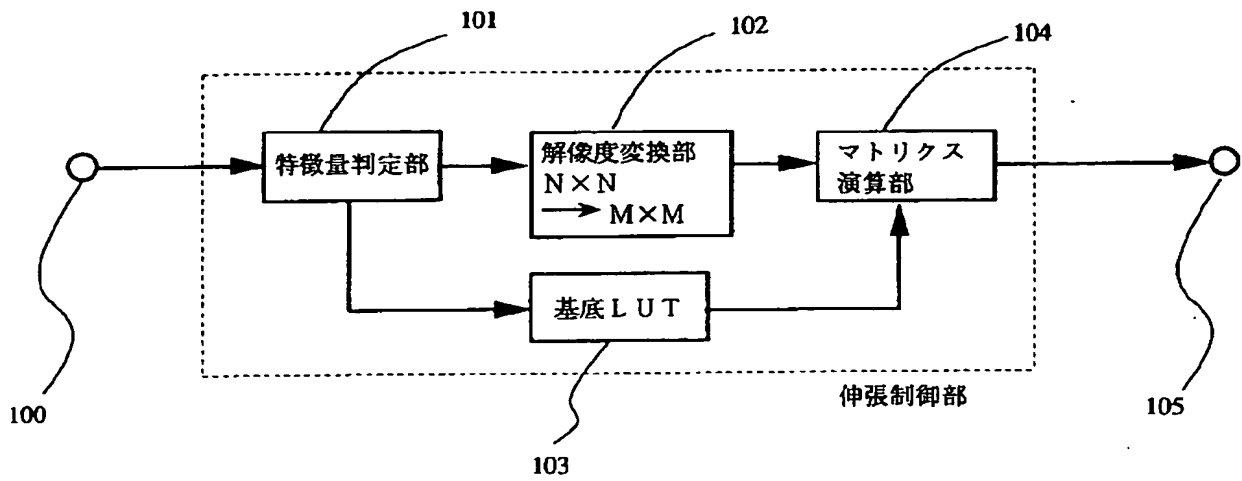 101
102
104
特徴量判定部
解像度変換部
N×N
→ M×M
マトリクス
演算部
基底LUT
伸張制御部
100
103
105